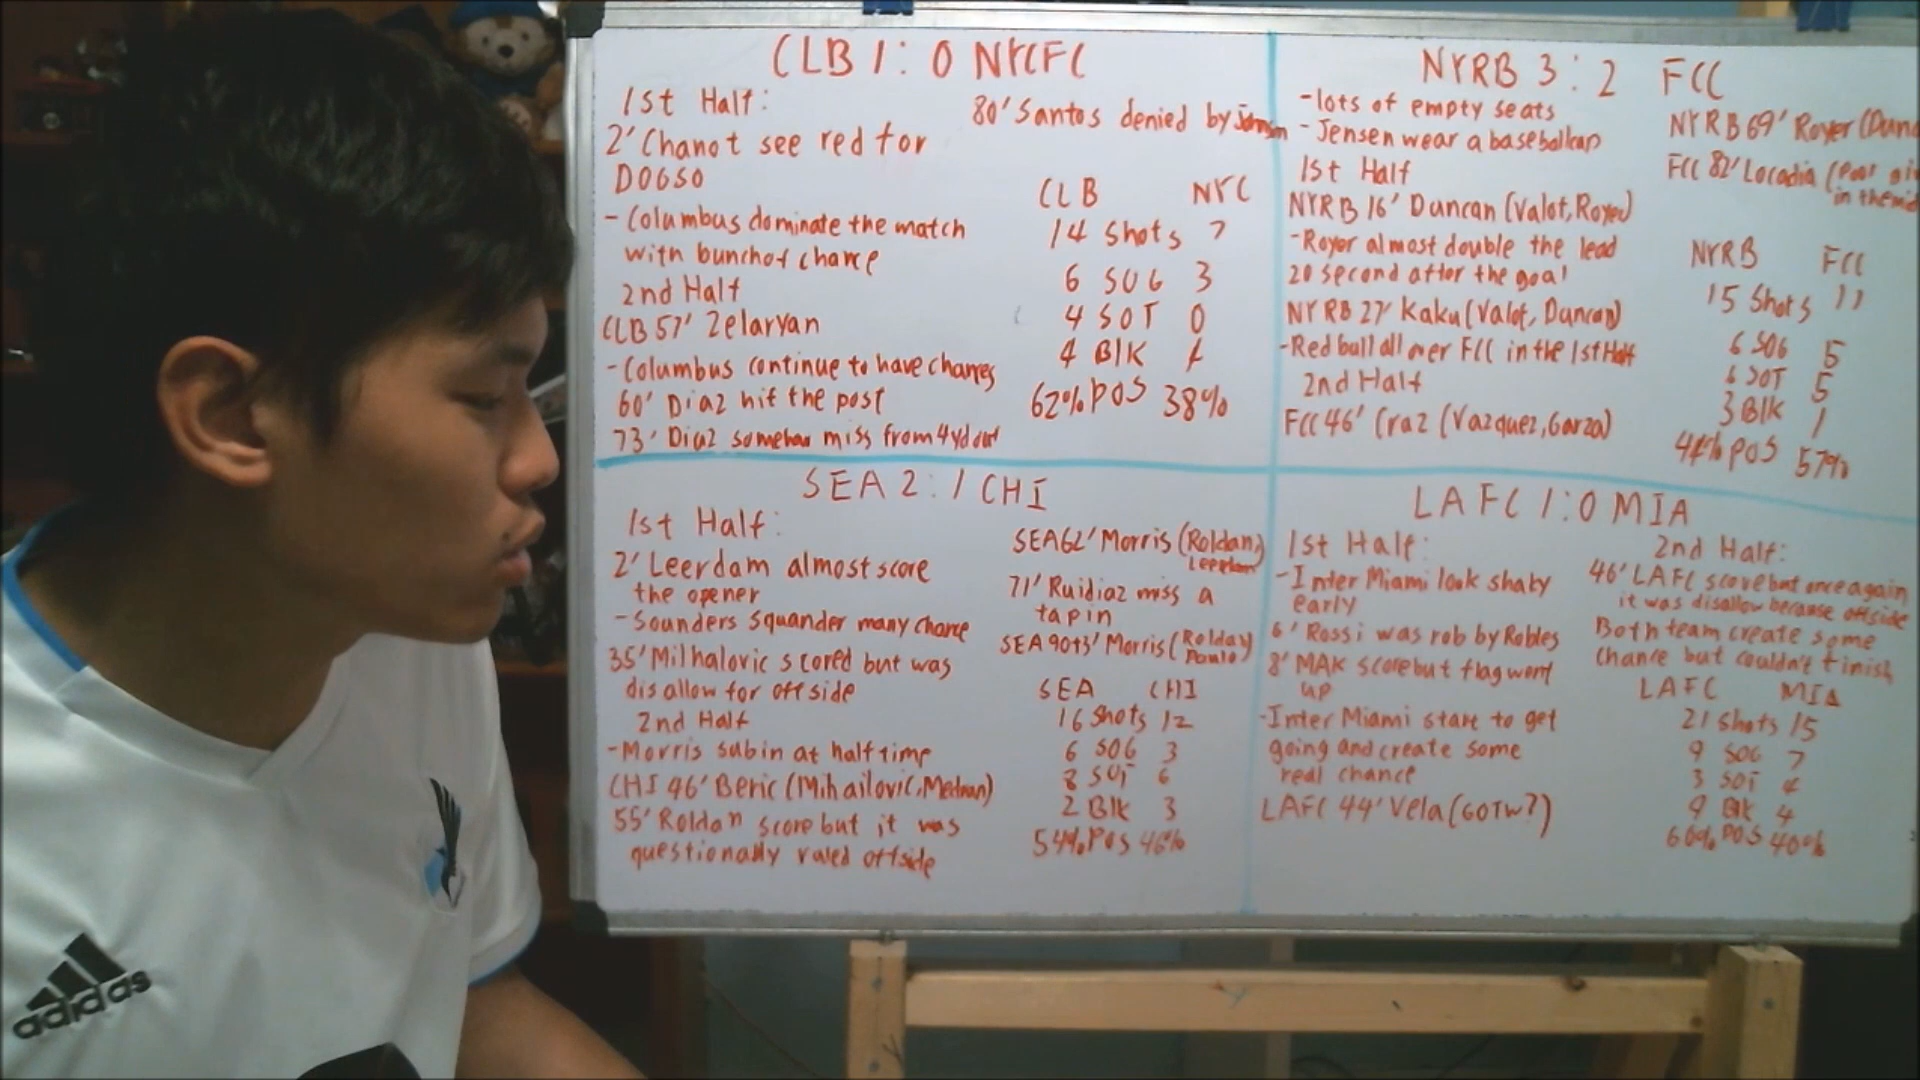 CLB 1:0 NYCFC
1st Half:
2' Chanot see red for
DOGSO
- Columbus dominate the match
with bunch of chance
2nd Half
CLB 57' Zelaryan
- Columbus continue to have chances
60' Diaz hit the post
73' Diaz somehow miss from 4yd out
80' Santos denied by
CLB NYC
14 Shots 7
6 SOG 3
4 SOT 0
4 Blk
62% POS 38%
NYRB 3:2 FCC
- lots of empty seats
- Jensen wear a baseball cap
1st Half
NYRB 16' Duncan (Valot, Royer)
- Royer almost double the lead
20 second after the goal
NYRB 27' Kaku (Valot, Duncan)
- Red bull all over FCC in the 1st Half
2nd Half
FCC 46' Cruz (Vazquez, Garza)
NYRB 69' Royer (Dunc
FCC 82' Locadia (Poor
in the mid
NYRB FCC
15 Shots 11
6 SOG 5
6 SOT 5
3 Blk 1
POS 57%
SEA 2:1 CHI
1st Half:
2' Leerdam almost score
the opener
- Sounders squander many chance
35' Milhalovic scored but was
disallow for offside
2nd Half
- Morris sub in at half time
CHI 46' Beric (Mihailovic, Medran)
55' Roldan score but it was
questionally ruled offside
SEA 62' Morris (Roldan,
Leerdam)
71' Ruidiaz miss a
tap in
SEA 90+3' Morris (Roldan
Paulo)
SEA CHI
16 Shots 12
6 SOG 3
8 SOT 6
2 Blk 3
54% POS 46%
LAFC 1:0 MIA
1st Half:
- Inter Miami look shaky
early
6' Rossi was rob by Robles
8' MAK score but flag went
up
- Inter Miami start to get
going and create some
real chance
LAFC 44' Vela (GOTW?)
2nd Half:
46' LAFC score but once again
it was disallow because offside
Both team create some
chance but couldn't finish
LAFC MIA
21 Shots 15
9 SOG 7
3 SOT 4
9 Blk 4
60% POS 40%
adidas